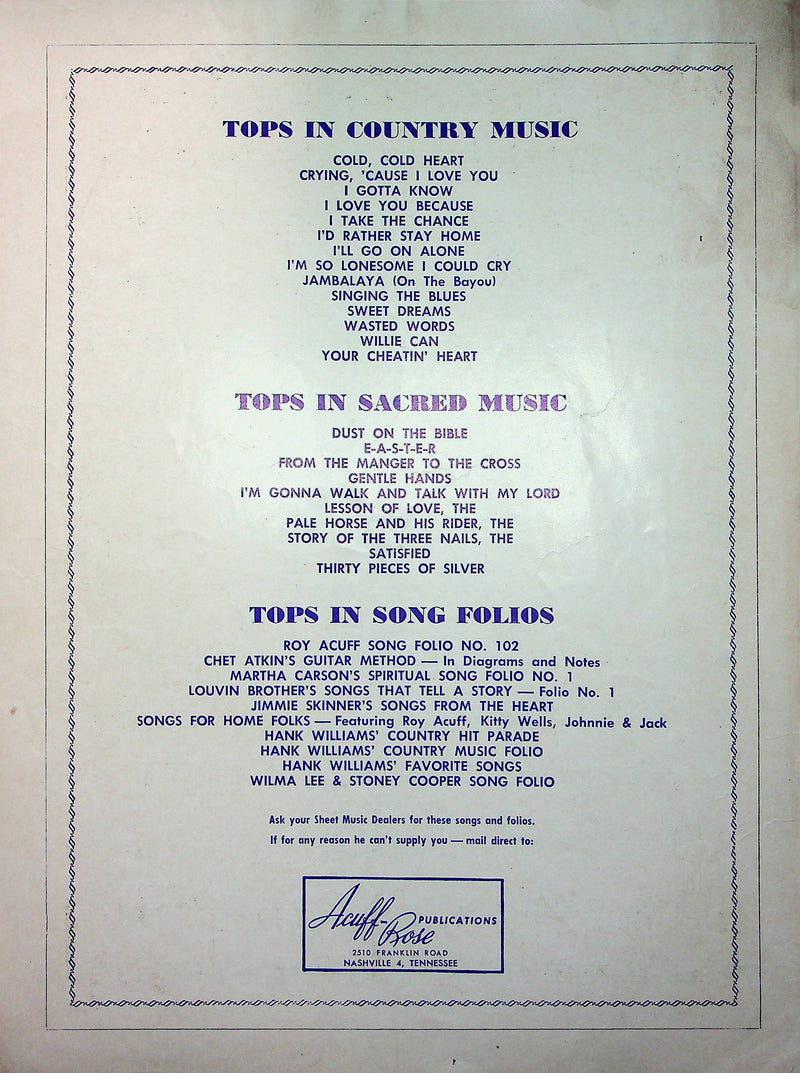 TOPS IN COUNTRY MUSIC
COLD, COLD HEART
CRYING, 'CAUSE I LOVE YOU
I GOTTA KNOW
I LOVE YOU BECAUSE
I TAKE THE CHANCE
I'D RATHER STAY HOME
I'LL GO ON ALONE
I'M SO LONESOME I COULD CRY
JAMBALAYA (On The Bayou)
SINGING THE BLUES
SWEET DREAMS
WASTED WORDS
WILLIE CAN
YOUR CHEATIN' HEART
TOPS IN SACRED MUSIC
DUST ON THE BIBLE
E-A-S-T-E-R
FROM THE MANGER TO THE CROSS
GENTLE HANDS
I'M GONNA WALK AND TALK WITH MY LORD
LESSON OF LOVE, THE
PALE HORSE AND HIS RIDER, THE
STORY OF THE THREE NAILS, THE
SATISFIED
THIRTY PIECES OF SILVER
TOPS IN SONG FOLIOS
ROY ACUFF SONG FOLIO NO. 102
CHET ATKIN'S GUITAR METHOD — In Diagrams and Notes
MARTHA CARSON'S SPIRITUAL SONG FOLIO NO. 1
LOUVIN BROTHER'S SONGS THAT TELL A STORY — Folio No. 1
JIMMIE SKINNER'S SONGS FROM THE HEART
SONGS FOR HOME FOLKS — Featuring Roy Acuff, Kitty Wells, Johnnie & Jack
HANK WILLIAMS' COUNTRY HIT PARADE
HANK WILLIAMS' COUNTRY MUSIC FOLIO
HANK WILLIAMS' FAVORITE SONGS
WILMA LEE & STONEY COOPER SONG FOLIO
Ask your Sheet Music Dealers for these songs and folios.
If for any reason he can't supply you — mail direct to:
Acuff-Rose PUBLICATIONS
2510 FRANKLIN ROAD
NASHVILLE 4, TENNESSEE